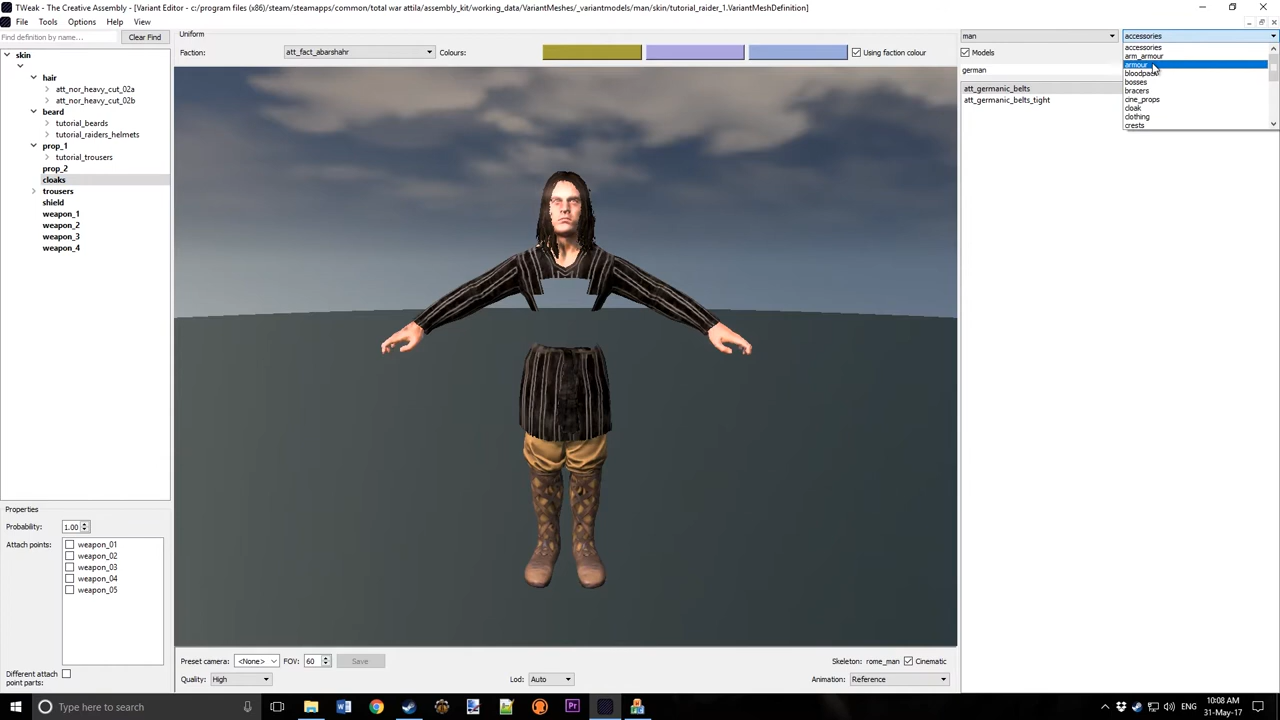 TWeak - The Creative Assembly - [Variant Editor - c:/program files (x86)/steam/steamapps/common/total war attila/assembly_kit/working_data/VariantMeshes/_variantmodels/man/skin/tutorial_raider_1.VariantMeshDefinition]
File Tools Options Help View
Find definition by name... Clear Find
skin
hair
att_nor_heavy_cut_02a
att_nor_heavy_cut_02b
beard
tutorial_beards
tutorial_raiders_helmets
prop_1
tutorial_trousers
prop_2
cloaks
trousers
shield
weapon_1
weapon_2
weapon_3
weapon_4
Properties
Probability: 1.00
Attach points:
weapon_01
weapon_02
weapon_03
weapon_04
weapon_05
Different attach
point parts:
Uniform
Faction: att_fact_abarshahr Colours: Using faction colour
Preset camera: <None> FOV: 60 Save Skeleton: rome_man Cinematic
Quality: High Lod: Auto Animation: Reference
man accessories
Models
german
att_germanic_belts
att_germanic_belts_tight
accessories
arm_armour
armour
bosses
bracers
cine_props
cloak
clothing
crests
Type here to search
10:08 AM
31-May-17